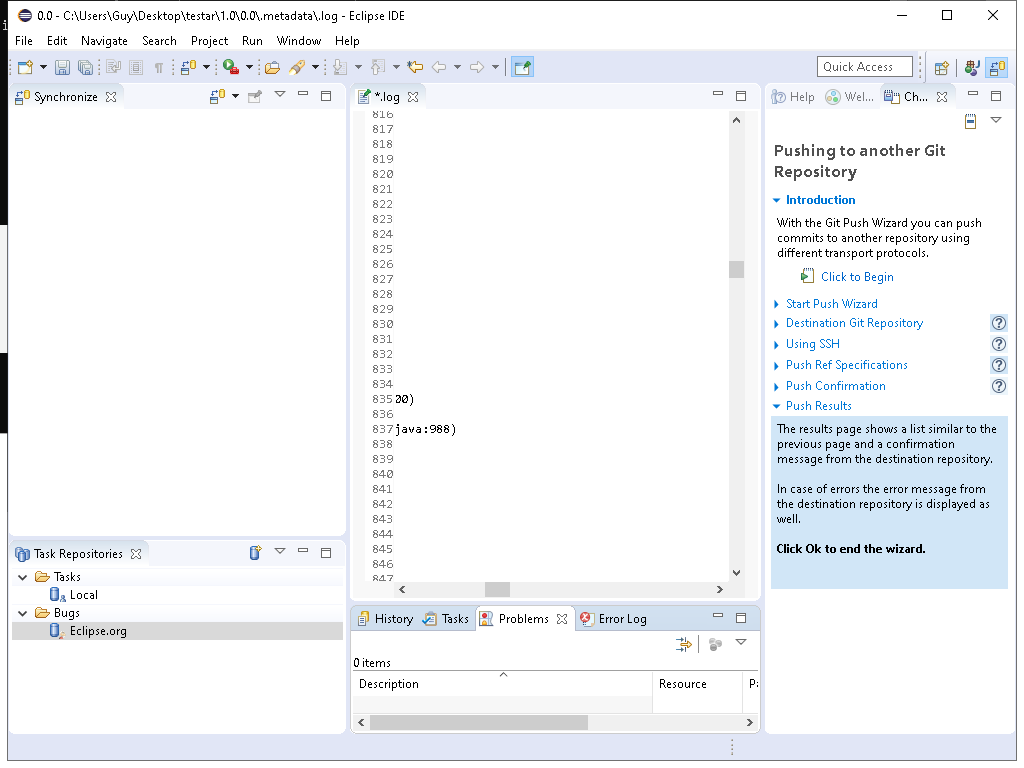 0.0 - C:\Users\Guy\Desktop\testar\1.0\0.0\.metadata\.log - Eclipse IDE
File Edit Navigate Search Project Run Window Help
Quick Access
Synchronize
*.log
816
817
818
819
820
821
822
823
824
825
826
827
828
829
830
831
832
833
834
835 00)
836
837 java:988)
838
839
840
841
842
843
844
845
846
847
Help Wel... Ch...
Pushing to another Git
Repository
Introduction
With the Git Push Wizard you can push
commits to another repository using
different transport protocols.
Click to Begin
Start Push Wizard
Destination Git Repository
Using SSH
Push Ref Specifications
Push Confirmation
Push Results
The results page shows a list similar to the
previous page and a confirmation
message from the destination repository.
In case of errors the error message from
the destination repository is displayed as
well.
Click Ok to end the wizard.
Task Repositories
Tasks
Local
Bugs
Eclipse.org
History Tasks Problems Error Log
0 items
Description Resource